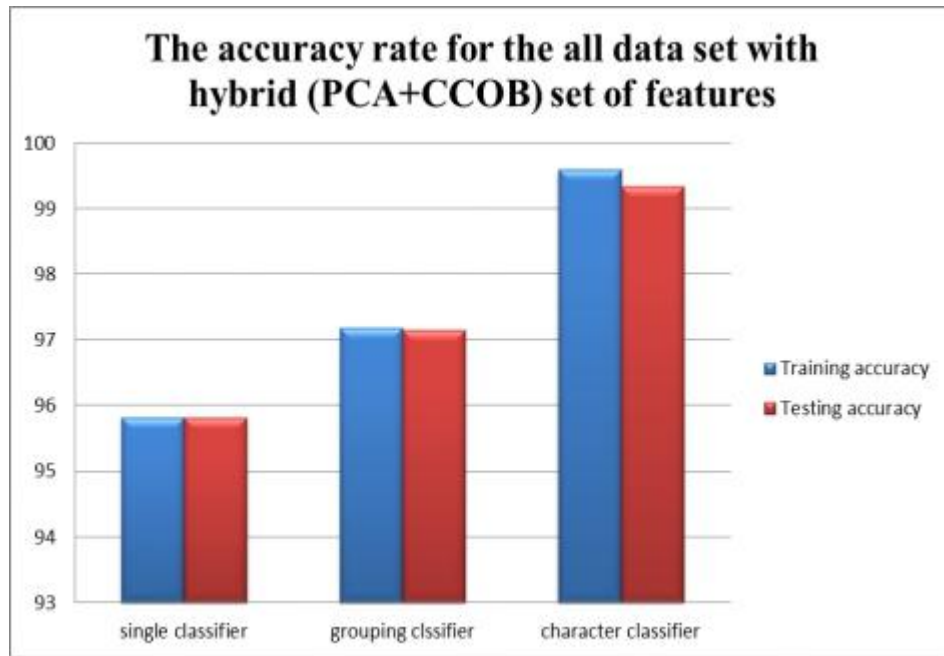 The accuracy rate for the all data set with
hybrid (PCA+CCOB) set of features
100
99
98
97
96
95
94
93
single classifier
grouping clssifier
character classifier
Training accuracy
Testing accuracy